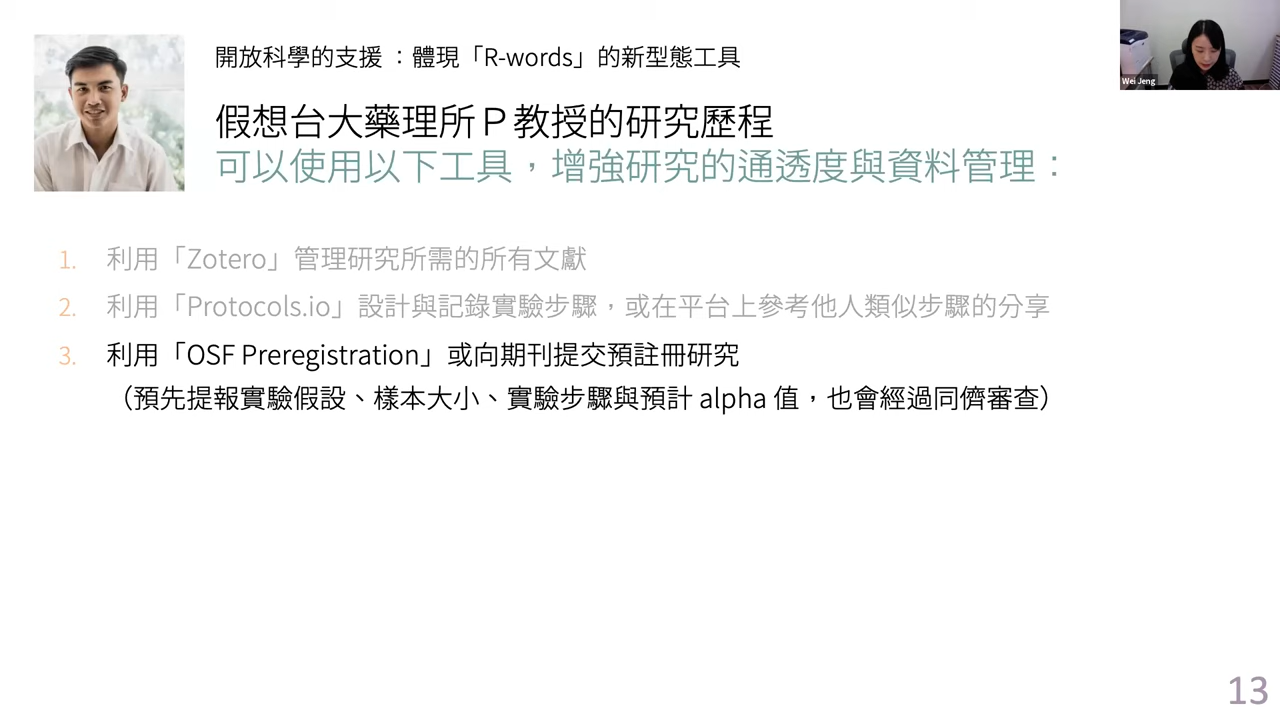 開放科學的支援 ：體現「R-words」的新型態工具
Wei Jeng
假想台大藥理所Ｐ教授的研究歷程
可以使用以下工具，增強研究的通透度與資料管理：
1. 利用「Zotero」管理研究所需的所有文獻
2. 利用「Protocols.io」設計與記錄實驗步驟，或在平台上參考他人類似步驟的分享
3. 利用「OSF Preregistration」或向期刊提交預註冊研究
（預先提報實驗假設、樣本大小、實驗步驟與預計 alpha 值，也會經過同儕審查）
13